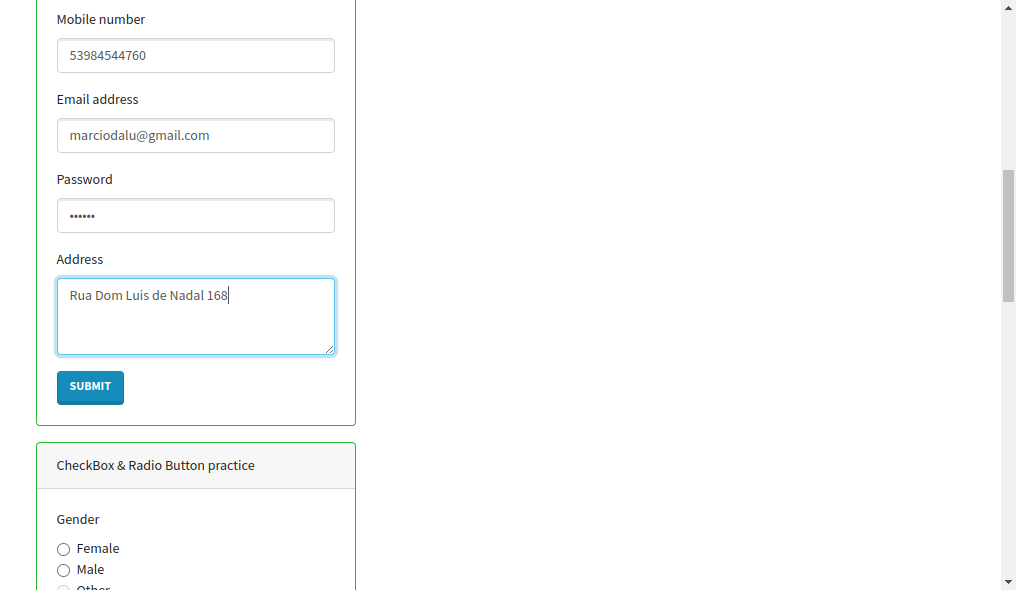 Mobile number
53984544760
Email address
marciodalu@gmail.com
Password
••••••
Address
Rua Dom Luis de Nadal 168
SUBMIT
CheckBox & Radio Button practice
Gender
Female
Male
Other